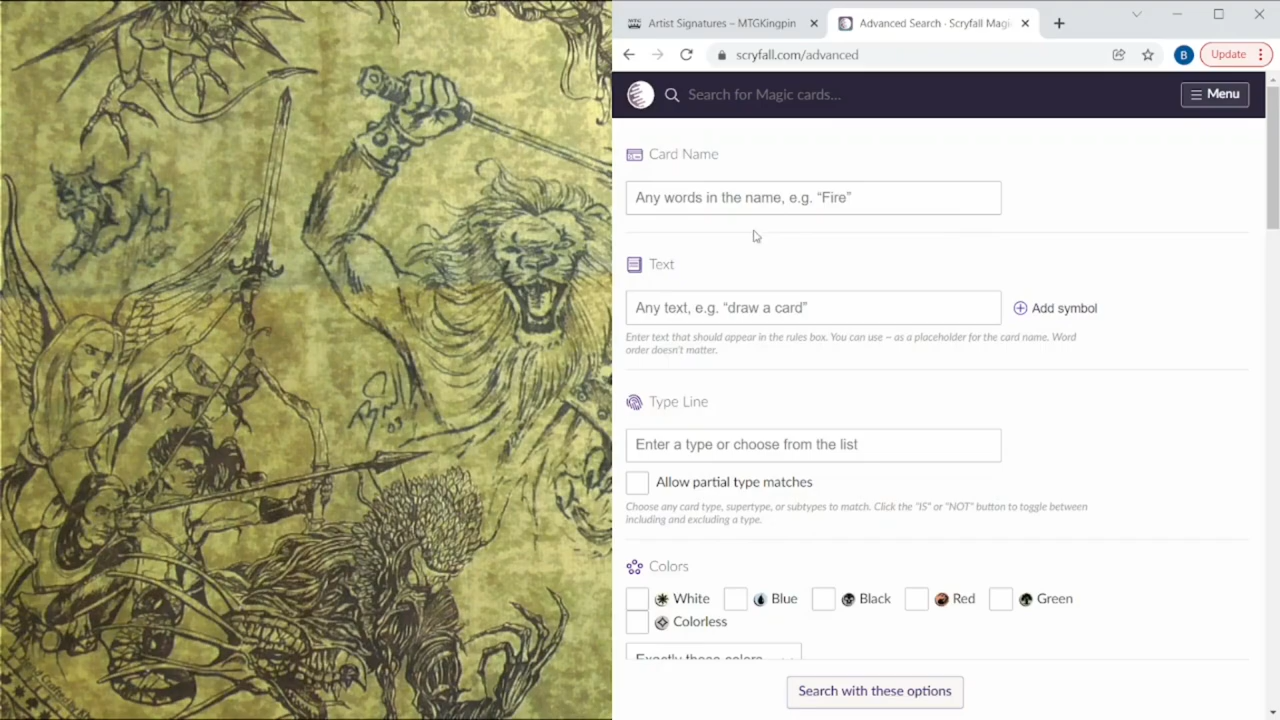 Artist Signatures – MTGKingpin
Advanced Search · Scryfall Magi
scryfall.com/advanced
B
Update
Search for Magic cards...
Menu
Card Name
Any words in the name, e.g. “Fire”
Text
Any text, e.g. “draw a card”
Add symbol
Enter text that should appear in the rules box. You can use ~ as a placeholder for the card name. Word
order doesn't matter.
Type Line
Enter a type or choose from the list
Allow partial type matches
Choose any card type, supertype, or subtypes to match. Click the "IS" or "NOT" button to toggle between
including and excluding a type.
Colors
White Blue Black Red Green
Colorless
Exactly these colors
Search with these options
03